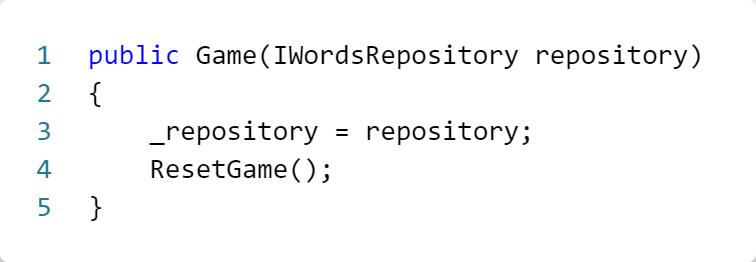 1 public Game(IWordsRepository repository)
2 {
3 _repository = repository;
4 ResetGame();
5 }